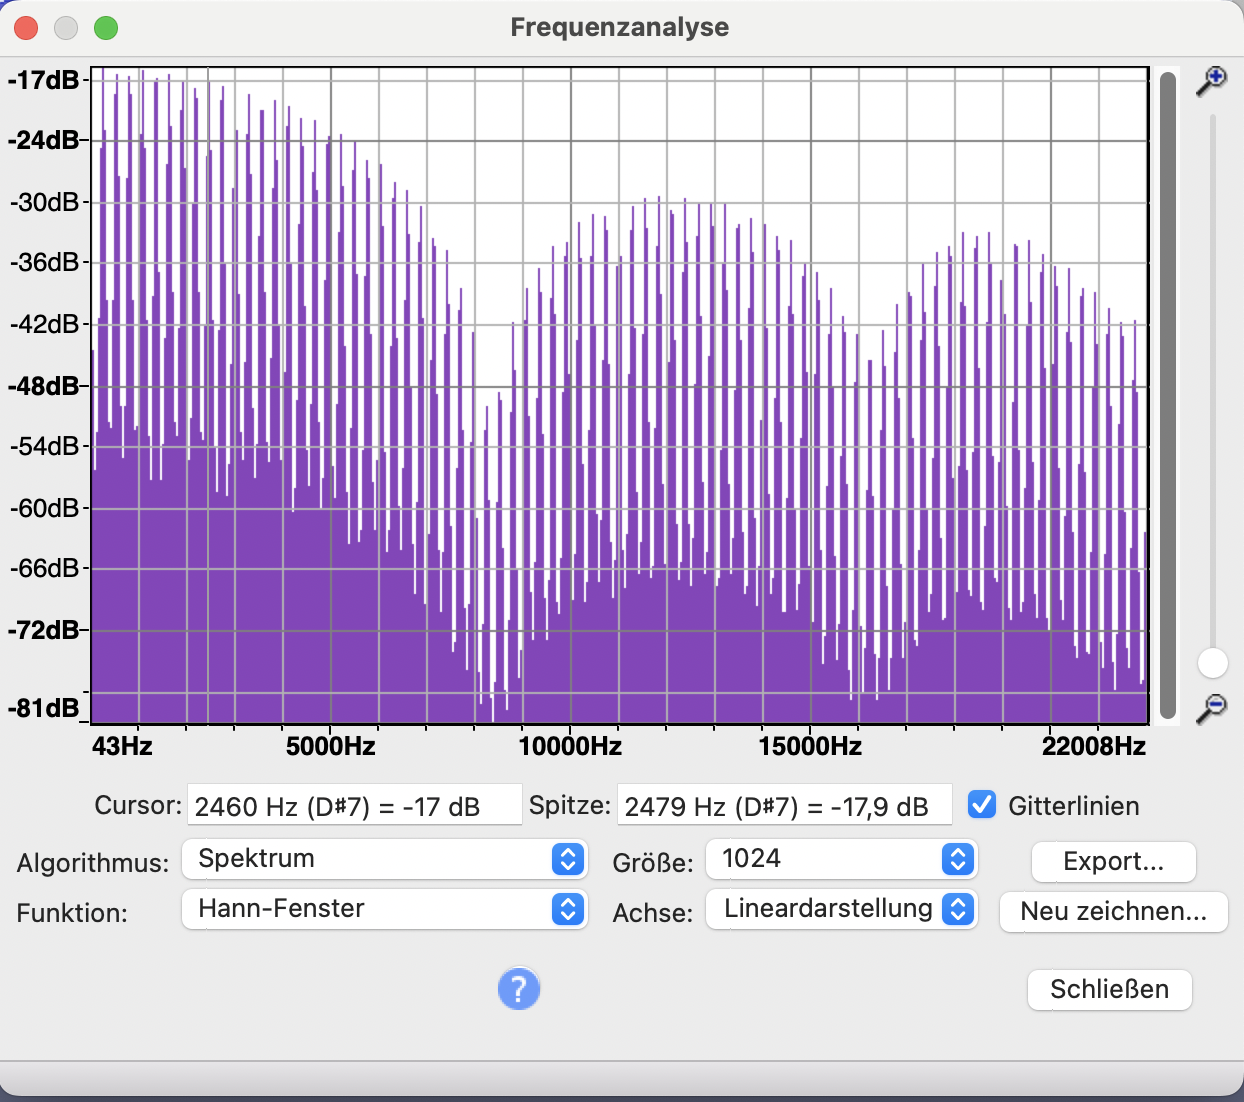 Frequenzanalyse
-17dB
-24dB
-30dB
-36dB
-42dB
-48dB
-54dB
-60dB
-66dB
-72dB
-81dB
43Hz 5000Hz 10000Hz 15000Hz 22008Hz
Cursor: 2460 Hz (D#7) = -17 dB Spitze: 2479 Hz (D#7) = -17,9 dB Gitterlinien
Algorithmus: Spektrum Größe: 1024 Export...
Funktion: Hann-Fenster Achse: Lineardarstellung Neu zeichnen...
?
Schließen